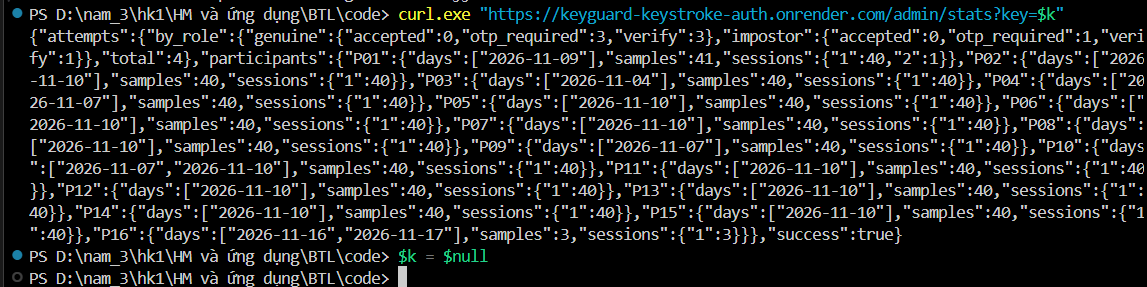 PS D:\nam_3\hk1\HM và ứng dụng\BTL\code> curl.exe "https://keyguard-keystroke-auth.onrender.com/admin/stats?key=$k"
{"attempts":{"by_role":{"genuine":{"accepted":0,"otp_required":3,"verify":3},"impostor":{"accepted":0,"otp_required":1,"veri
fy":1}},"total":4},"participants":{"P01":{"days":["2026-11-09"],"samples":41,"sessions":{"1":40,"2":1}},"P02":{"days":["2026
-11-10"],"samples":40,"sessions":{"1":40}},"P03":{"days":["2026-11-04"],"samples":40,"sessions":{"1":40}},"P04":{"days":["20
26-11-07"],"samples":40,"sessions":{"1":40}},"P05":{"days":["2026-11-10"],"samples":40,"sessions":{"1":40}},"P06":{"days":["
2026-11-10"],"samples":40,"sessions":{"1":40}},"P07":{"days":["2026-11-10"],"samples":40,"sessions":{"1":40}},"P08":{"days":
["2026-11-10"],"samples":40,"sessions":{"1":40}},"P09":{"days":["2026-11-07"],"samples":40,"sessions":{"1":40}},"P10":{"days
":["2026-11-07","2026-11-10"],"samples":40,"sessions":{"1":40}},"P11":{"days":["2026-11-10"],"samples":40,"sessions":{"1":40
}},"P12":{"days":["2026-11-10"],"samples":40,"sessions":{"1":40}},"P13":{"days":["2026-11-10"],"samples":40,"sessions":{"1":
40}},"P14":{"days":["2026-11-10"],"samples":40,"sessions":{"1":40}},"P15":{"days":["2026-11-10"],"samples":40,"sessions":{"1
":40}},"P16":{"days":["2026-11-16","2026-11-17"],"samples":3,"sessions":{"1":3}}},"success":true}
PS D:\nam_3\hk1\HM và ứng dụng\BTL\code> $k = $null
PS D:\nam_3\hk1\HM và ứng dụng\BTL\code>